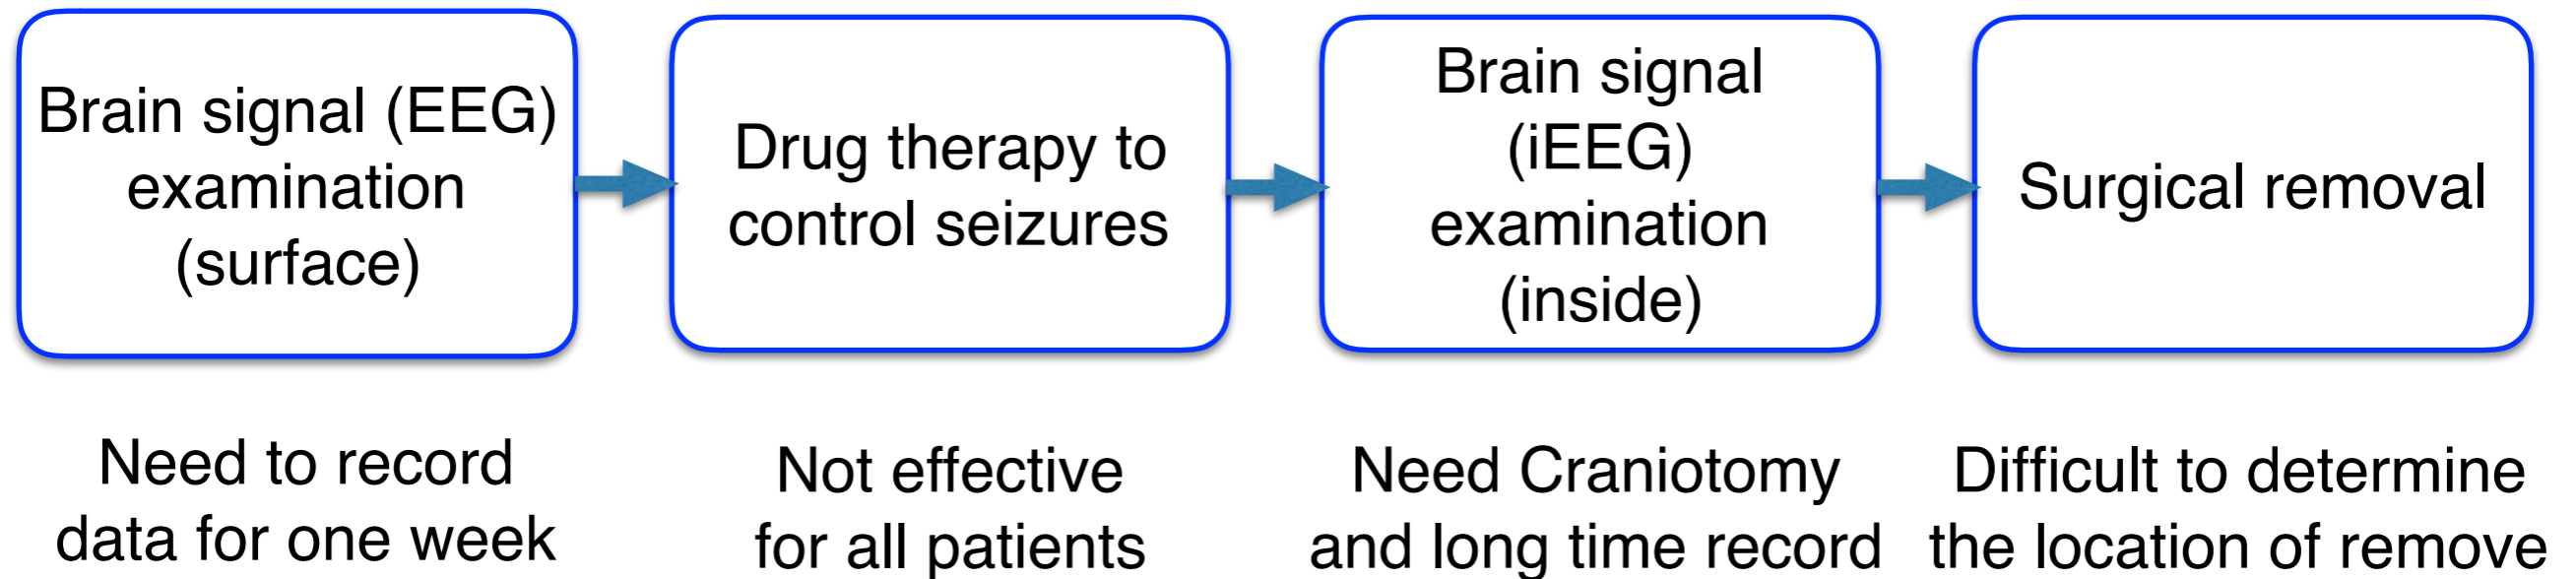 Brain signal (EEG)
examination
(surface)
Drug therapy to
control seizures
Brain signal
(iEEG)
examination
(inside)
Surgical removal
Need to record
data for one week
Not effective
for all patients
Need Craniotomy
and long time record
Difficult to determine
the location of remove